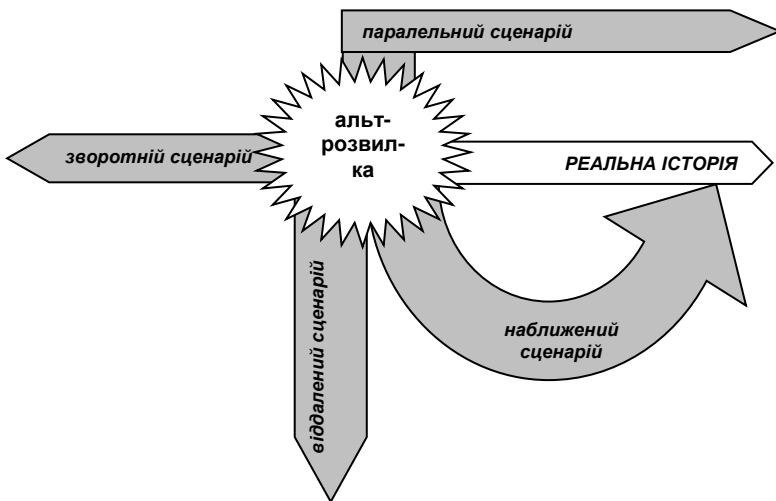 паралельний сценарій
альт-
розвил-
ка
зворотній сценарій
РЕАЛЬНА ІСТОРІЯ
віддалений сценарій
наближений
сценарій